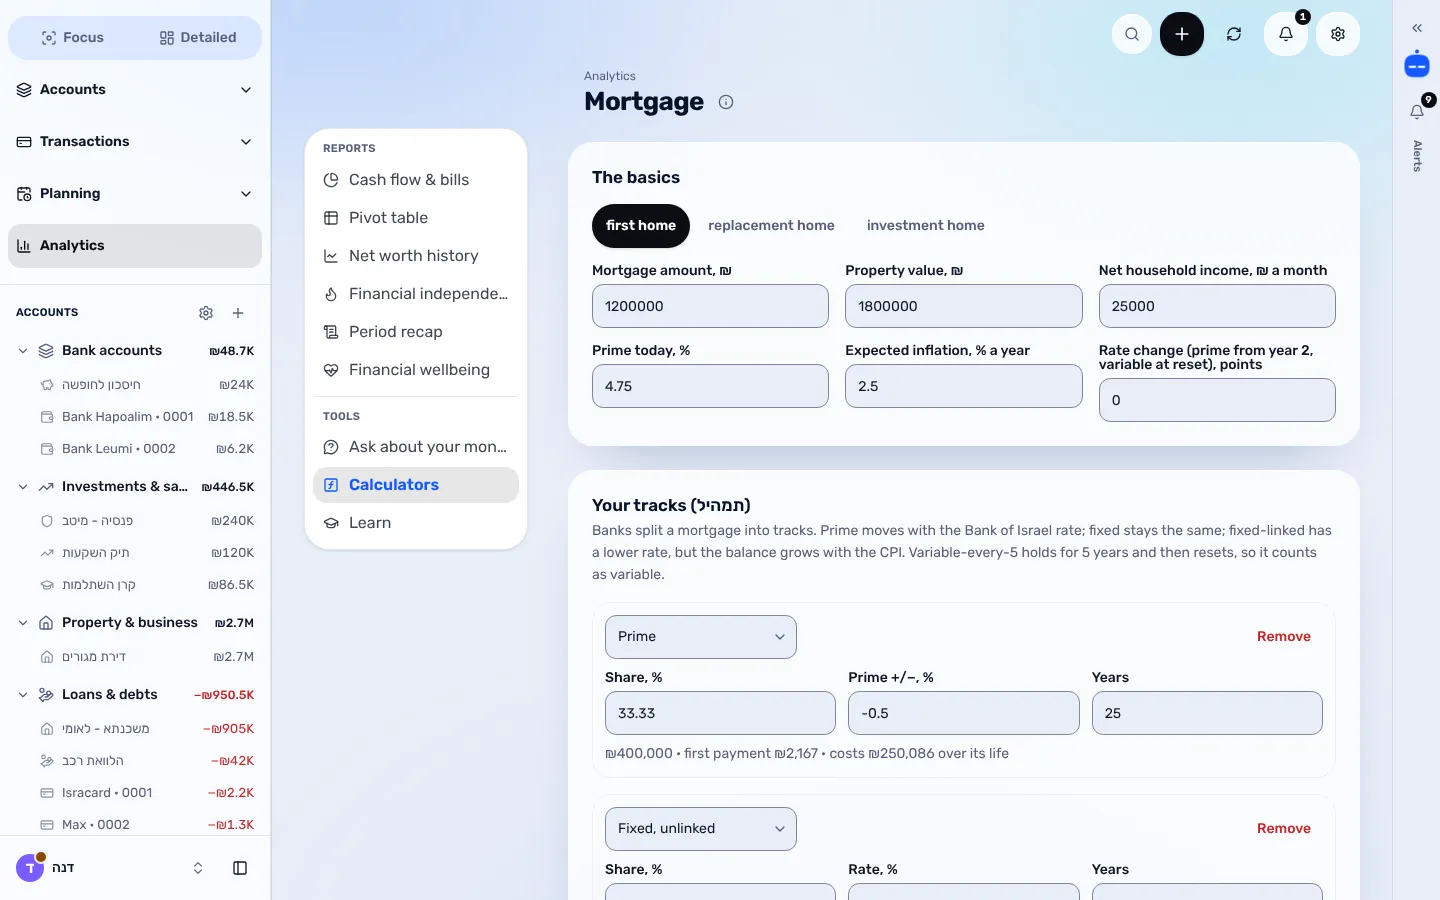 Focus
Detailed
Accounts
Transactions
Planning
Analytics
ACCOUNTS
Bank accounts ₪48.7K
חיסכון לחופשה ₪24K
Bank Hapoalim • 0001 ₪18.5K
Bank Leumi • 0002 ₪6.2K
Investments & sa... ₪446.5K
פנסיה - מיטב ₪240K
תיק השקעות ₪120K
קרן השתלמות ₪86.5K
Property & business ₪2.7M
דירת מגורים ₪2.7M
Loans & debts −₪950.5K
משכנתא - לאומי −₪905K
הלוואת רכב −₪42K
Isracard • 0001 −₪2.2K
Max • 0002 −₪1.3K
ד דנה
REPORTS
Cash flow & bills
Pivot table
Net worth history
Financial independe...
Period recap
Financial wellbeing
TOOLS
Ask about your mon...
Calculators
Learn
1
Analytics
Mortgage
The basics
first home replacement home investment home
Mortgage amount, ₪ Property value, ₪ Net household income, ₪ a month
1200000 1800000 25000
Prime today, % Expected inflation, % a year Rate change (prime from year 2,
variable at reset), points
4.75 2.5 0
Your tracks (תמהיל)
Banks split a mortgage into tracks. Prime moves with the Bank of Israel rate; fixed stays the same; fixed-linked has
a lower rate, but the balance grows with the CPI. Variable-every-5 holds for 5 years and then resets, so it counts
as variable.
Prime Remove
Share, % Prime +/−, % Years
33.33 -0.5 25
₪400,000 • first payment ₪2,167 • costs ₪250,086 over its life
Fixed, unlinked Remove
Share, % Rate, % Years
9
Alerts